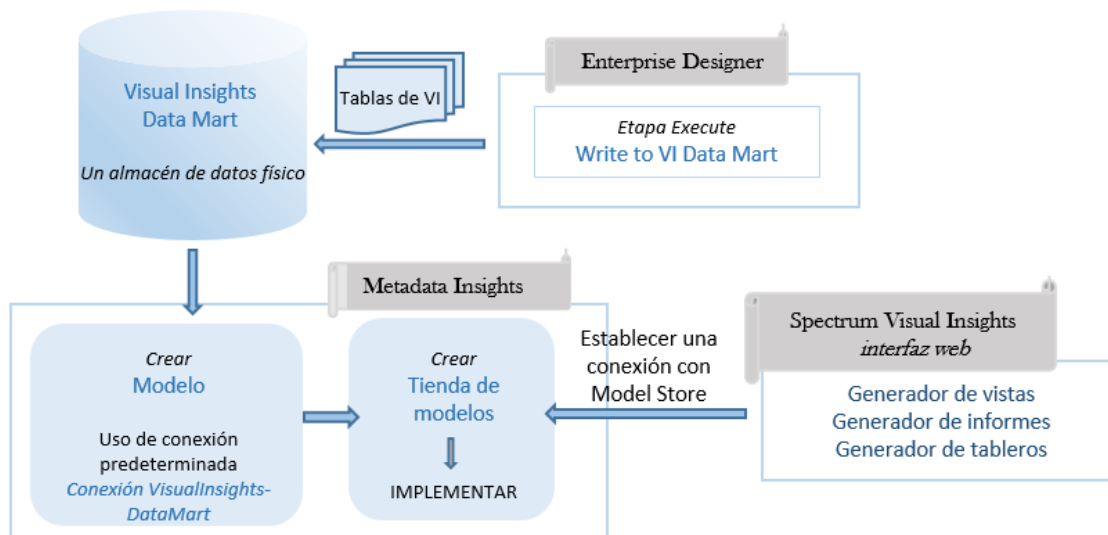 Visual Insights
Data Mart
Un almacén de datos físico
Tablas de VI
Enterprise Designer
Etapa Execute
Write to VI Data Mart
Metadata Insights
Crear
Modelo
Uso de conexión
predeterminada
Conexión VisualInsights-
DataMart
Crear
Tienda de
modelos
IMPLEMENTAR
Establecer una
conexión con
Model Store
Spectrum Visual Insights
interfaz web
Generador de vistas
Generador de informes
Generador de tableros